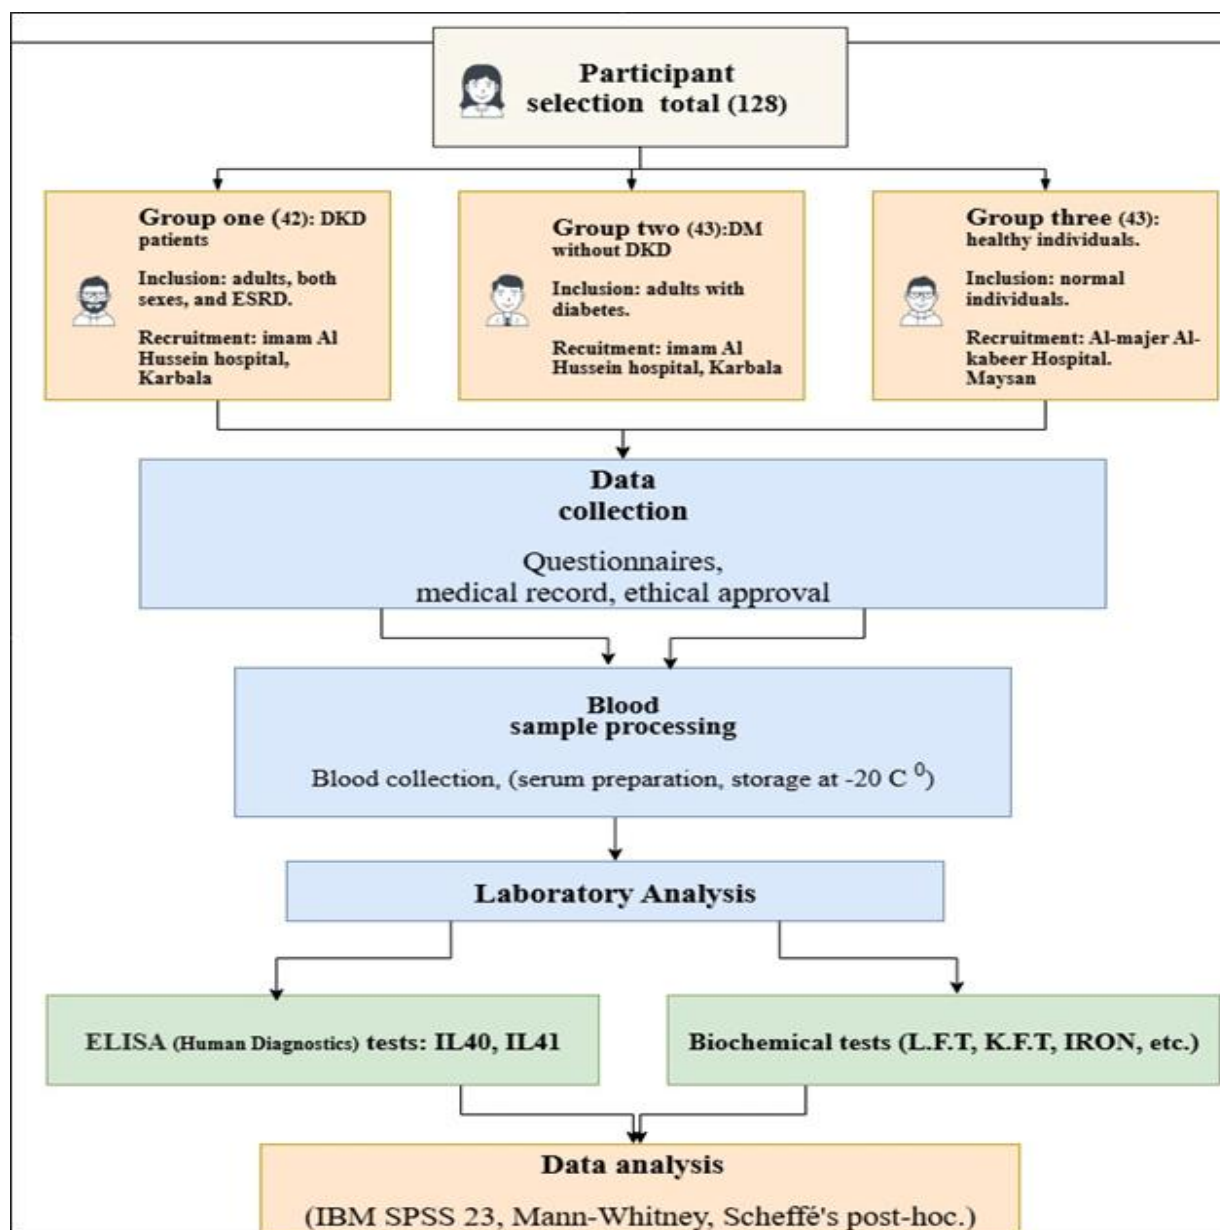 Participant
selection total (128)
Group one (42): DKD
patients
Inclusion: adults, both
sexes, and ESRD.
Recruitment: imam Al
Hussein hospital,
Karbala
Group two (43):DM
without DKD
Inclusion: adults with
diabetes.
Recuitment: imam Al
Hussein hospital, Karbala
Group three (43):
healthy individuals.
Inclusion: normal
individuals.
Recruitment: Al-majer Al-
kabeer Hospital.
Maysan
Data
collection
Questionnaires,
medical record, ethical approval
Blood
sample processing
Blood collection, (serum preparation, storage at -20 C ⁰)
Laboratory Analysis
ELISA (Human Diagnostics) tests: IL40, IL41
Biochemical tests (L.F.T, K.F.T, IRON, etc.)
Data analysis
(IBM SPSS 23, Mann-Whitney, Scheffé's post-hoc.)